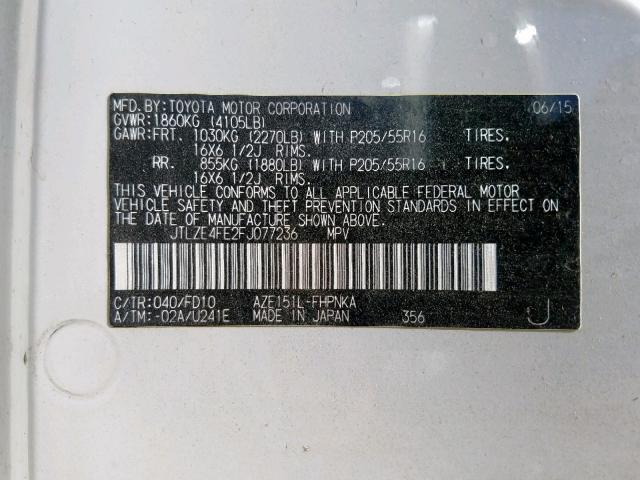 MFD. BY: TOYOTA MOTOR CORPORATION 06/15
GVWR: 1860KG (4105LB)
GAWR: FRT. 1030KG (2270LB) WITH P205/55R16 TIRES.
16X6 1/2J RIMS.
RR. 855KG (1880LB) WITH P205/55R16 TIRES.
16X6 1/2J RIMS.
THIS VEHICLE CONFORMS TO ALL APPLICABLE FEDERAL MOTOR
VEHICLE SAFETY AND THEFT PREVENTION STANDARDS IN EFFECT ON
THE DATE OF MANUFACTURE SHOWN ABOVE.
JTLZE4FE2FJ077236 MPV
C/TR: 040/FD10 AZE151L-FHPNKA
A/TM: -02A/U241E MADE IN JAPAN 356 J